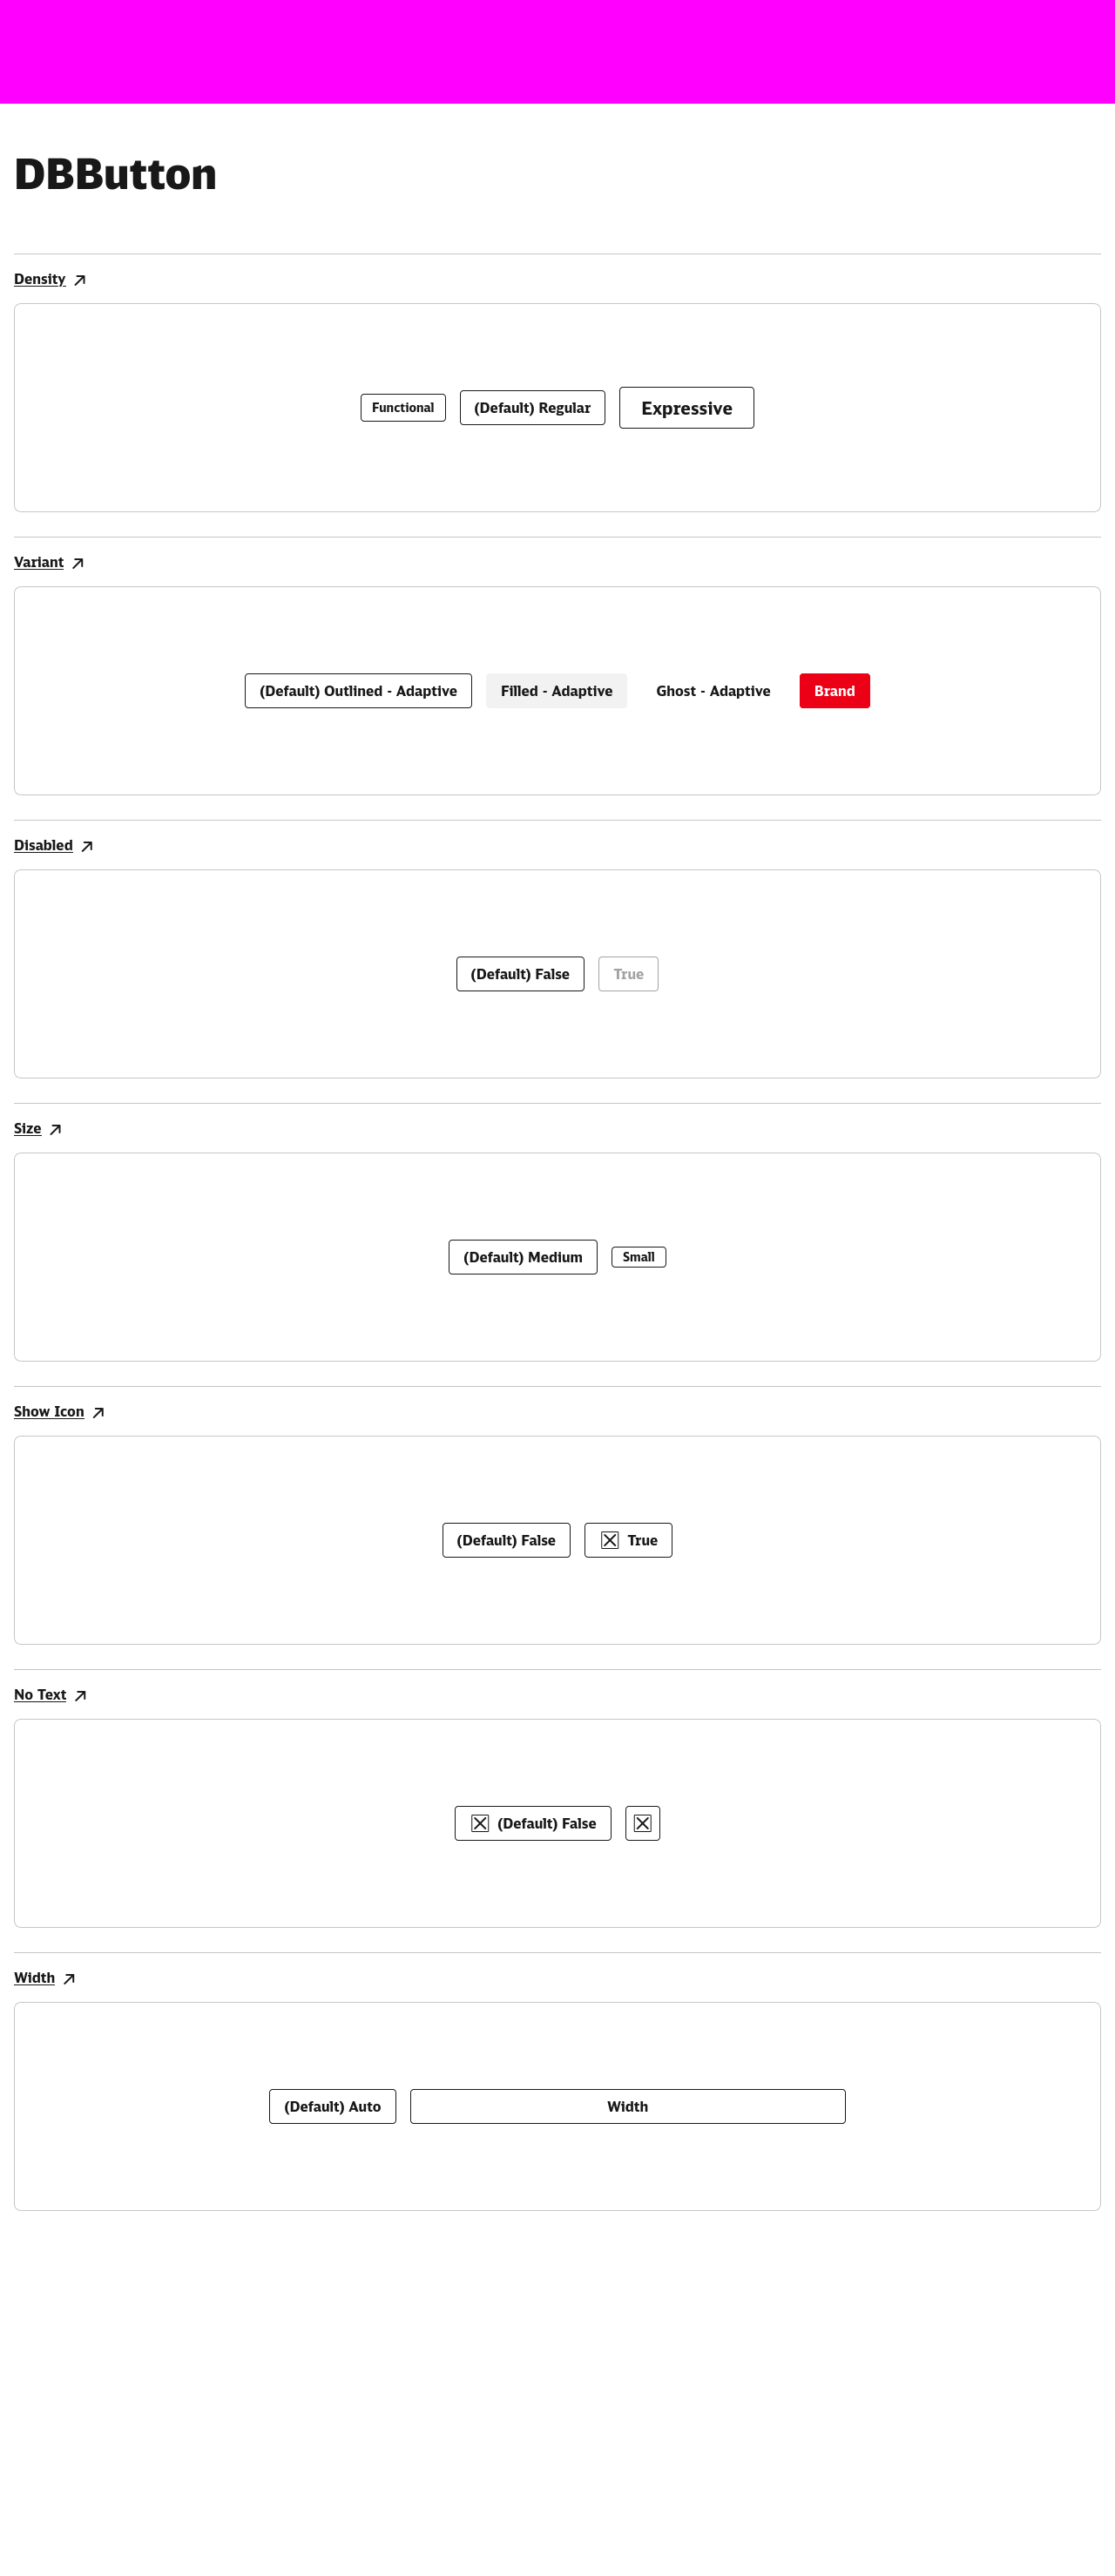 DBButton
Density
Functional (Default) Regular Expressive
Variant
(Default) Outlined - Adaptive Filled - Adaptive Ghost - Adaptive Brand
Disabled
(Default) False True
Size
(Default) Medium Small
Show Icon
(Default) False True
No Text
(Default) False
Width
(Default) Auto Width